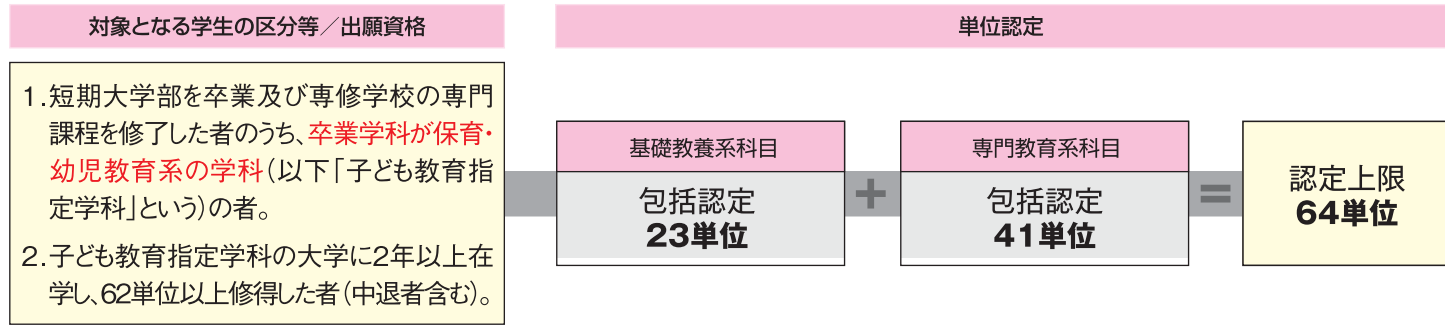 対象となる学生の区分等／出願資格
単位認定
1.短期大学部を卒業及び専修学校の専門
課程を修了した者のうち、卒業学科が保育・
幼児教育系の学科（以下「子ども教育指
定学科」という）の者。
2.子ども教育指定学科の大学に2年以上在
学し、62単位以上修得した者（中退者含む）。
基礎教養系科目
包括認定
23単位
+
専門教育系科目
包括認定
41単位
=
認定上限
64単位